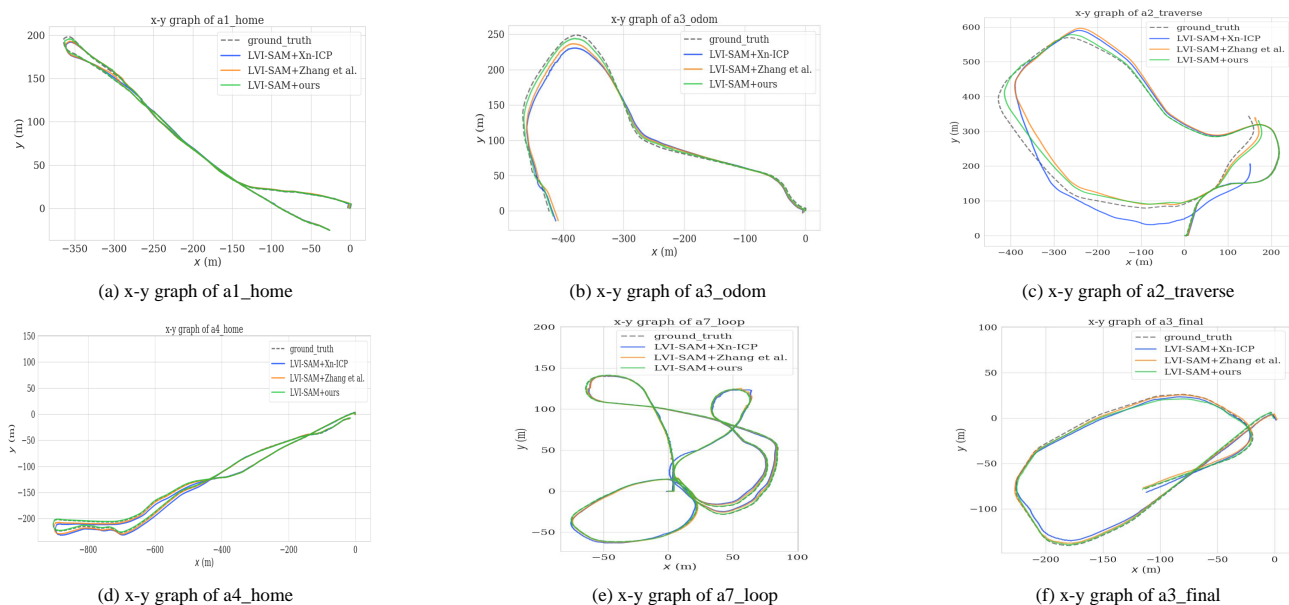 x-y graph of a1_home
200
150
100
50
0
y (m)
ground_truth
LVI-SAM+Xn-ICP
LVI-SAM+Zhang et al.
LVI-SAM+ours
−350 −300 −250 −200 −150 −100 −50 0
x (m)
(a) x-y graph of a1_home
x-y graph of a3_odom
250
200
150
100
50
0
y (m)
ground_truth
LVI-SAM+Xn-ICP
LVI-SAM+Zhang et al.
LVI-SAM+ours
−400 −300 −200 −100 0
x (m)
(b) x-y graph of a3_odom
x-y graph of a2_traverse
600
500
400
300
200
100
0
y (m)
ground_truth
LVI-SAM+Xn-ICP
LVI-SAM+Zhang et al.
LVI-SAM+ours
−400 −300 −200 −100 0 100 200
x (m)
(c) x-y graph of a2_traverse
x-y graph of a4_home
150
100
50
0
−50
−100
−150
−200
y (m)
ground_truth
LVI-SAM+Xn-ICP
LVI-SAM+Zhang et al.
LVI-SAM+ours
−800 −600 −400 −200 0
x (m)
(d) x-y graph of a4_home
x-y graph of a7_loop
200
150
100
50
0
−50
y (m)
ground_truth
LVI-SAM+Xn-ICP
LVI-SAM+Zhang et al.
LVI-SAM+ours
−50 0 50 100
x (m)
(e) x-y graph of a7_loop
x-y graph of a3_final
100
50
0
−50
−100
y (m)
ground_truth
LVI-SAM+Xn-ICP
LVI-SAM+Zhang et al.
LVI-SAM+ours
−200 −150 −100 −50 0
x (m)
(f) x-y graph of a3_final